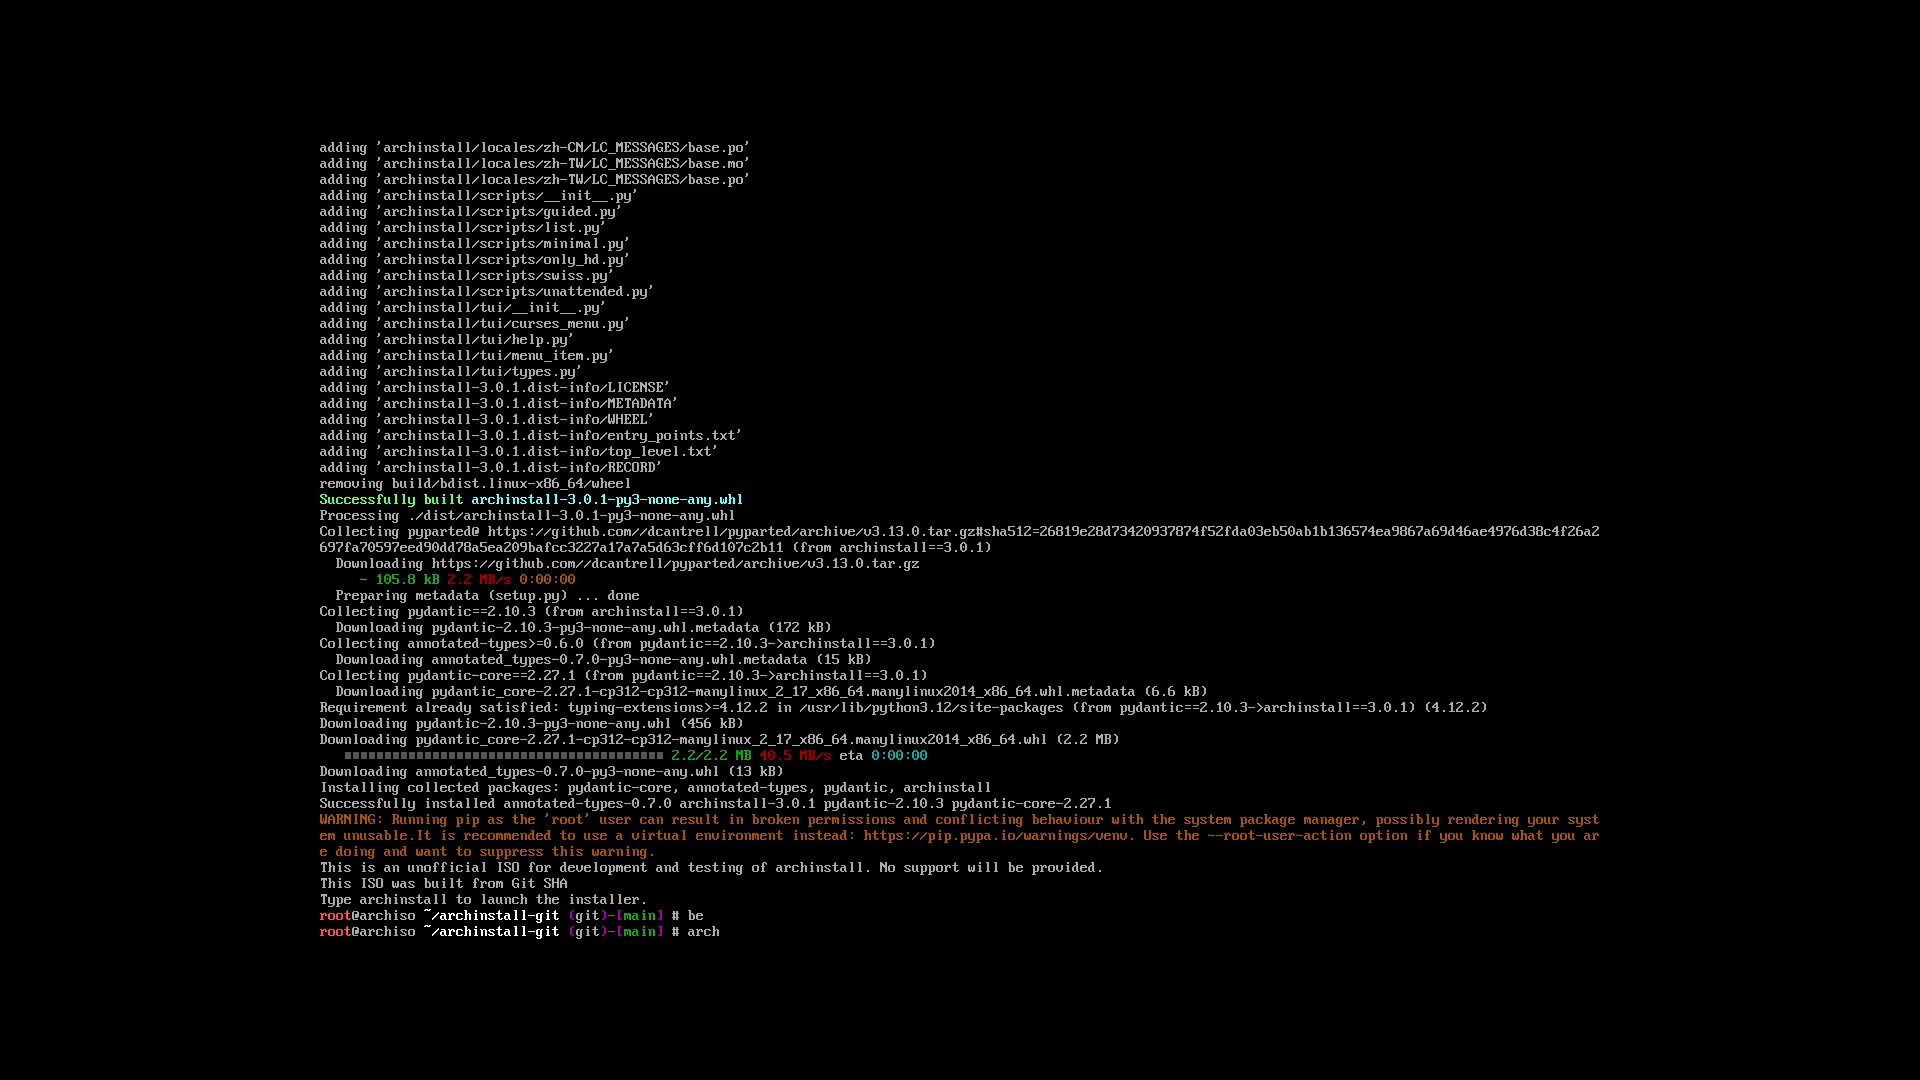 adding 'archinstall/locales/zh-CN/LC_MESSAGES/base.po'
adding 'archinstall/locales/zh-TW/LC_MESSAGES/base.mo'
adding 'archinstall/locales/zh-TW/LC_MESSAGES/base.po'
adding 'archinstall/scripts/__init__.py'
adding 'archinstall/scripts/guided.py'
adding 'archinstall/scripts/list.py'
adding 'archinstall/scripts/minimal.py'
adding 'archinstall/scripts/only_hd.py'
adding 'archinstall/scripts/swiss.py'
adding 'archinstall/scripts/unattended.py'
adding 'archinstall/tui/__init__.py'
adding 'archinstall/tui/curses_menu.py'
adding 'archinstall/tui/help.py'
adding 'archinstall/tui/menu_item.py'
adding 'archinstall/tui/types.py'
adding 'archinstall-3.0.1.dist-info/LICENSE'
adding 'archinstall-3.0.1.dist-info/METADATA'
adding 'archinstall-3.0.1.dist-info/WHEEL'
adding 'archinstall-3.0.1.dist-info/entry_points.txt'
adding 'archinstall-3.0.1.dist-info/top_level.txt'
adding 'archinstall-3.0.1.dist-info/RECORD'
removing build/bdist.linux-x86_64/wheel
Successfully built archinstall-3.0.1-py3-none-any.whl
Processing ./dist/archinstall-3.0.1-py3-none-any.whl
Collecting pyparted@ https://github.com//dcantrell/pyparted/archive/v3.13.0.tar.gz#sha512=26819e28d73420937874f52fda03eb50ab1b136574ea9867a69d46ae4976d38c4f26a2
697fa70597eed90dd78a5ea209bafcc3227a17a7a5d63cff6d107c2b11 (from archinstall==3.0.1)
  Downloading https://github.com//dcantrell/pyparted/archive/v3.13.0.tar.gz
     - 105.8 kB 2.2 MB/s 0:00:00
  Preparing metadata (setup.py) ... done
Collecting pydantic==2.10.3 (from archinstall==3.0.1)
  Downloading pydantic-2.10.3-py3-none-any.whl.metadata (172 kB)
Collecting annotated-types>=0.6.0 (from pydantic==2.10.3->archinstall==3.0.1)
  Downloading annotated_types-0.7.0-py3-none-any.whl.metadata (15 kB)
Collecting pydantic-core==2.27.1 (from pydantic==2.10.3->archinstall==3.0.1)
  Downloading pydantic_core-2.27.1-cp312-cp312-manylinux_2_17_x86_64.manylinux2014_x86_64.whl.metadata (6.6 kB)
Requirement already satisfied: typing-extensions>=4.12.2 in /usr/lib/python3.12/site-packages (from pydantic==2.10.3->archinstall==3.0.1) (4.12.2)
Downloading pydantic-2.10.3-py3-none-any.whl (456 kB)
Downloading pydantic_core-2.27.1-cp312-cp312-manylinux_2_17_x86_64.manylinux2014_x86_64.whl (2.2 MB)
2.2/2.2 MB 40.5 MB/s eta 0:00:00
Downloading annotated_types-0.7.0-py3-none-any.whl (13 kB)
Installing collected packages: pydantic-core, annotated-types, pydantic, archinstall
Successfully installed annotated-types-0.7.0 archinstall-3.0.1 pydantic-2.10.3 pydantic-core-2.27.1
WARNING: Running pip as the 'root' user can result in broken permissions and conflicting behaviour with the system package manager, possibly rendering your syst
em unusable.It is recommended to use a virtual environment instead: https://pip.pypa.io/warnings/venv. Use the --root-user-action option if you know what you ar
e doing and want to suppress this warning.
This is an unofficial ISO for development and testing of archinstall. No support will be provided.
This ISO was built from Git SHA
Type archinstall to launch the installer.
root@archiso ~/archinstall-git (git)-[main] # be
root@archiso ~/archinstall-git (git)-[main] # arch